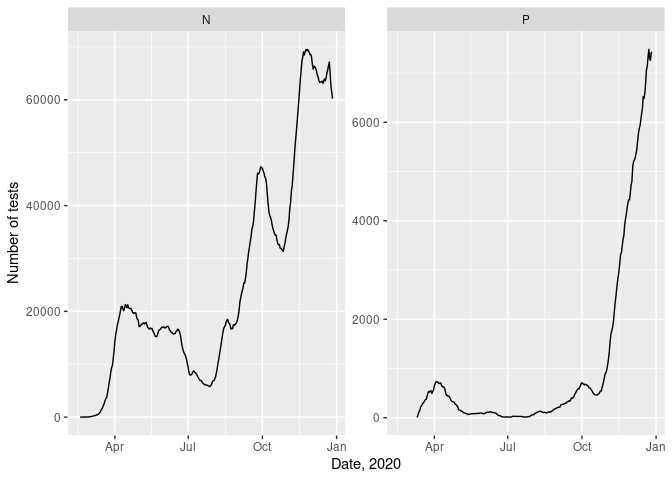 N
P
60000
40000
20000
0
6000
4000
2000
0
Number of tests
Apr Jul Oct Jan
Apr Jul Oct Jan
Date, 2020